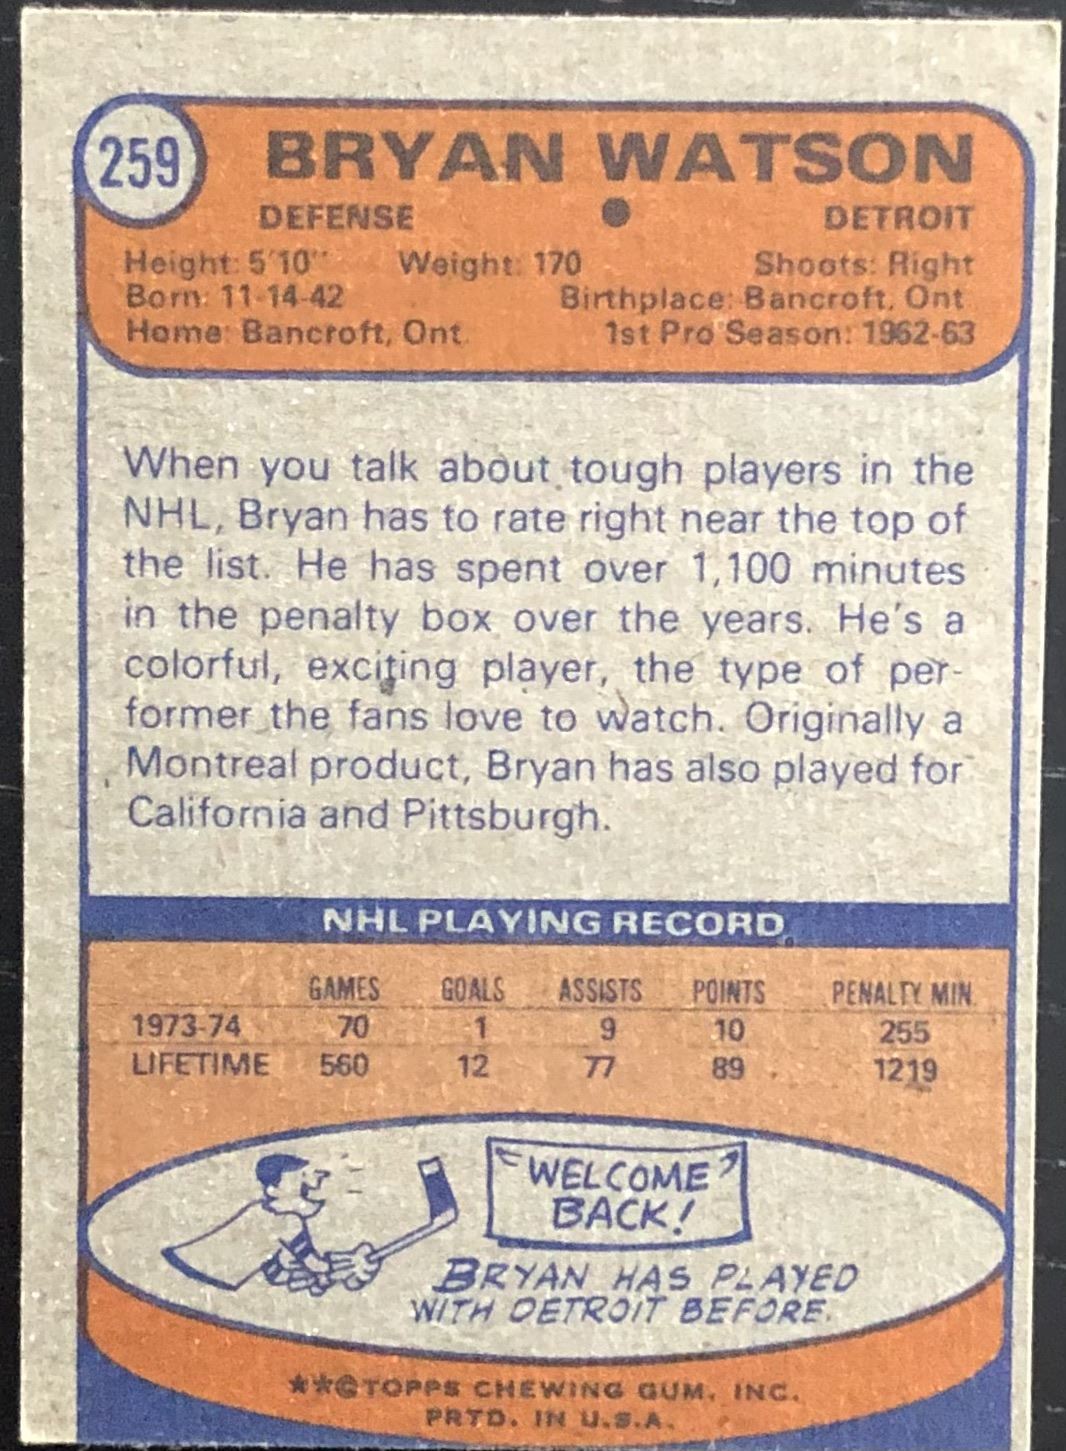 259
BRYAN WATSON
DEFENSE • DETROIT
Height: 5'10" Weight: 170 Shoots: Right
Born: 11-14-42 Birthplace: Bancroft, Ont
Home: Bancroft, Ont. 1st Pro Season: 1962-63
When you talk about tough players in the
NHL, Bryan has to rate right near the top of
the list. He has spent over 1,100 minutes
in the penalty box over the years. He's a
colorful, exciting player, the type of per-
former the fans love to watch. Originally a
Montreal product, Bryan has also played for
California and Pittsburgh.
NHL PLAYING RECORD
GAMES GOALS ASSISTS POINTS PENALTY MIN.
1973-74 70 1 9 10 255
LIFETIME 560 12 77 89 1219
"WELCOME
BACK!"
BRYAN HAS PLAYED
WITH DETROIT BEFORE.
★★©TOPPS CHEWING GUM, INC.
PRTD. IN U.S.A.